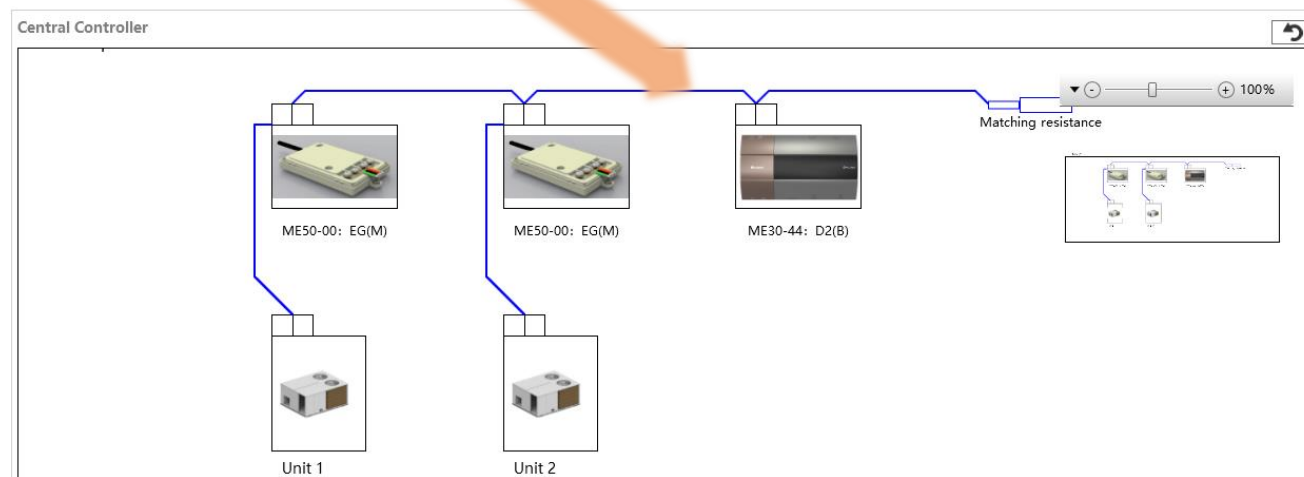 Central Controller
100%
Matching resistance
ME50-00: EG(M)
ME50-00: EG(M)
ME30-44: D2(B)
Unit 1
Unit 2